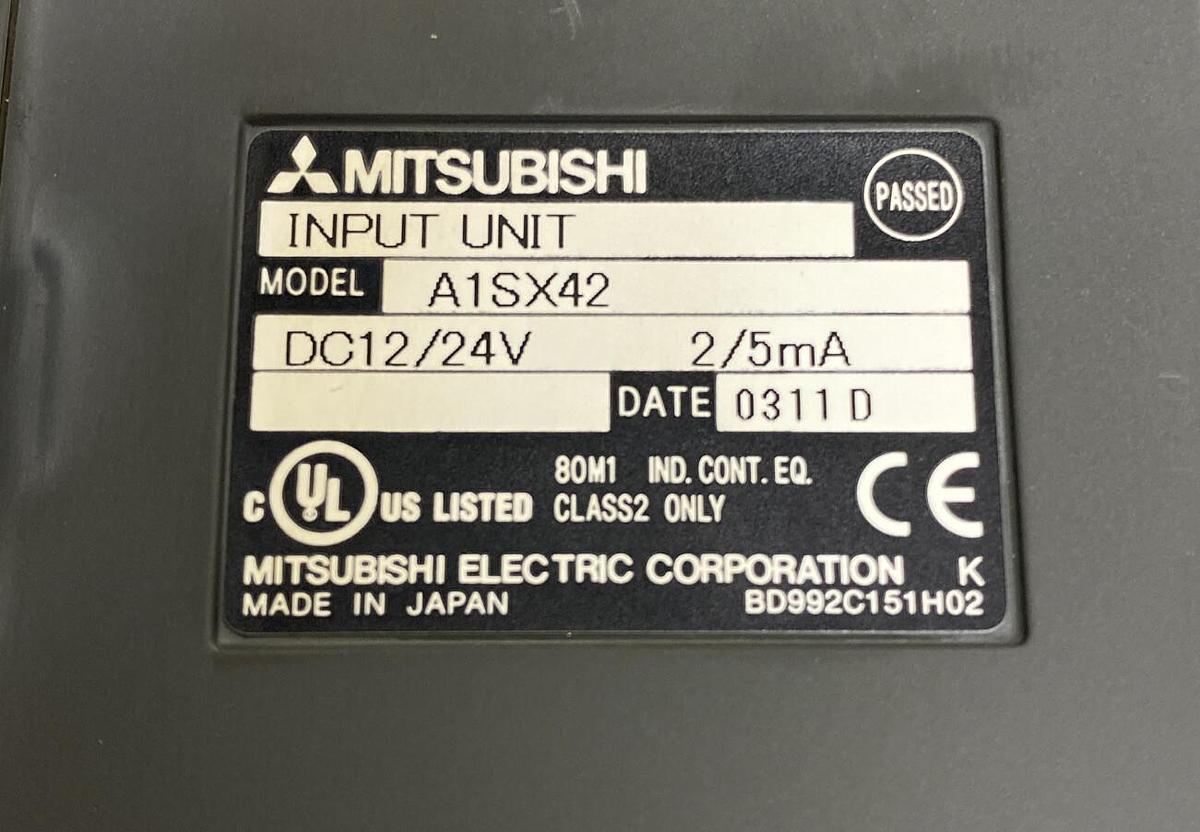 MITSUBISHI
PASSED
INPUT UNIT
MODEL A1SX42
DC12/24V 2/5mA
DATE 0311 D
C UL US LISTED
80M1 IND. CONT. EQ.
CLASS2 ONLY
CE
MITSUBISHI ELECTRIC CORPORATION K
MADE IN JAPAN BD992C151H02